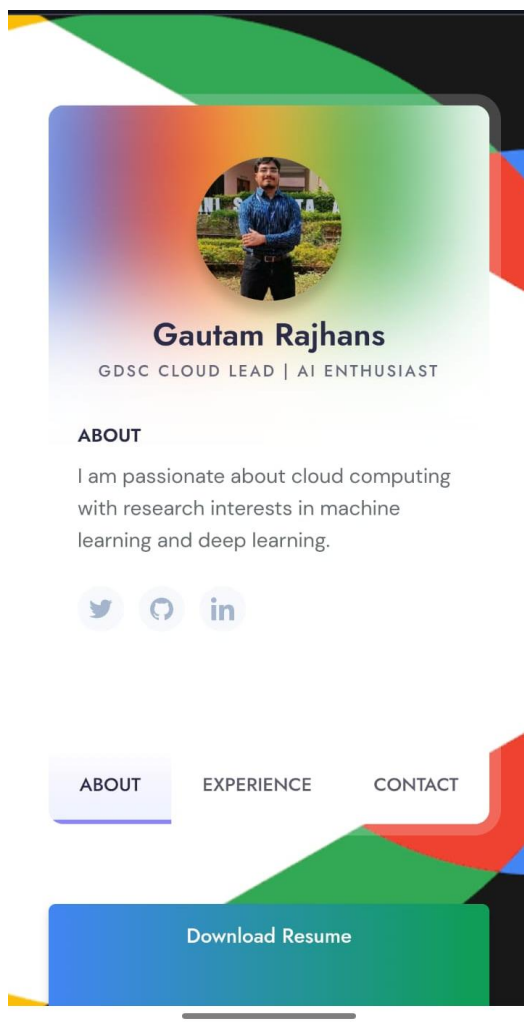 Gautam Rajhans
GDSC CLOUD LEAD | AI ENTHUSIAST
ABOUT
I am passionate about cloud computing
with research interests in machine
learning and deep learning.
in
ABOUT EXPERIENCE CONTACT
Download Resume